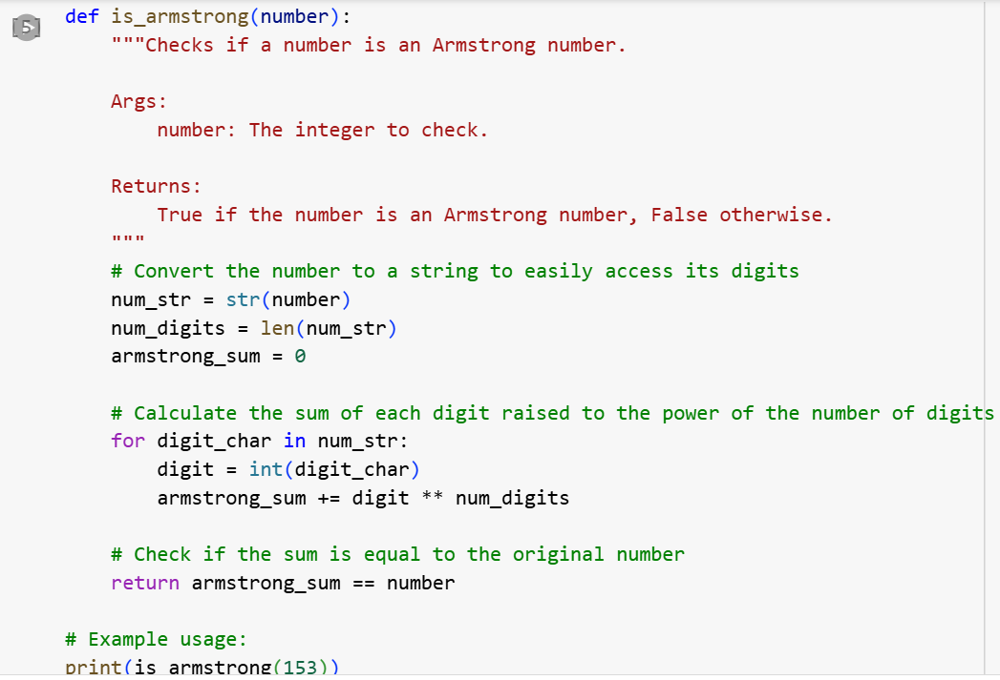 5
def is_armstrong(number):
    """Checks if a number is an Armstrong number.

    Args:
        number: The integer to check.

    Returns:
        True if the number is an Armstrong number, False otherwise.
    """
    # Convert the number to a string to easily access its digits
    num_str = str(number)
    num_digits = len(num_str)
    armstrong_sum = 0

    # Calculate the sum of each digit raised to the power of the number of digits
    for digit_char in num_str:
        digit = int(digit_char)
        armstrong_sum += digit ** num_digits

    # Check if the sum is equal to the original number
    return armstrong_sum == number

# Example usage:
print(is_armstrong(153))